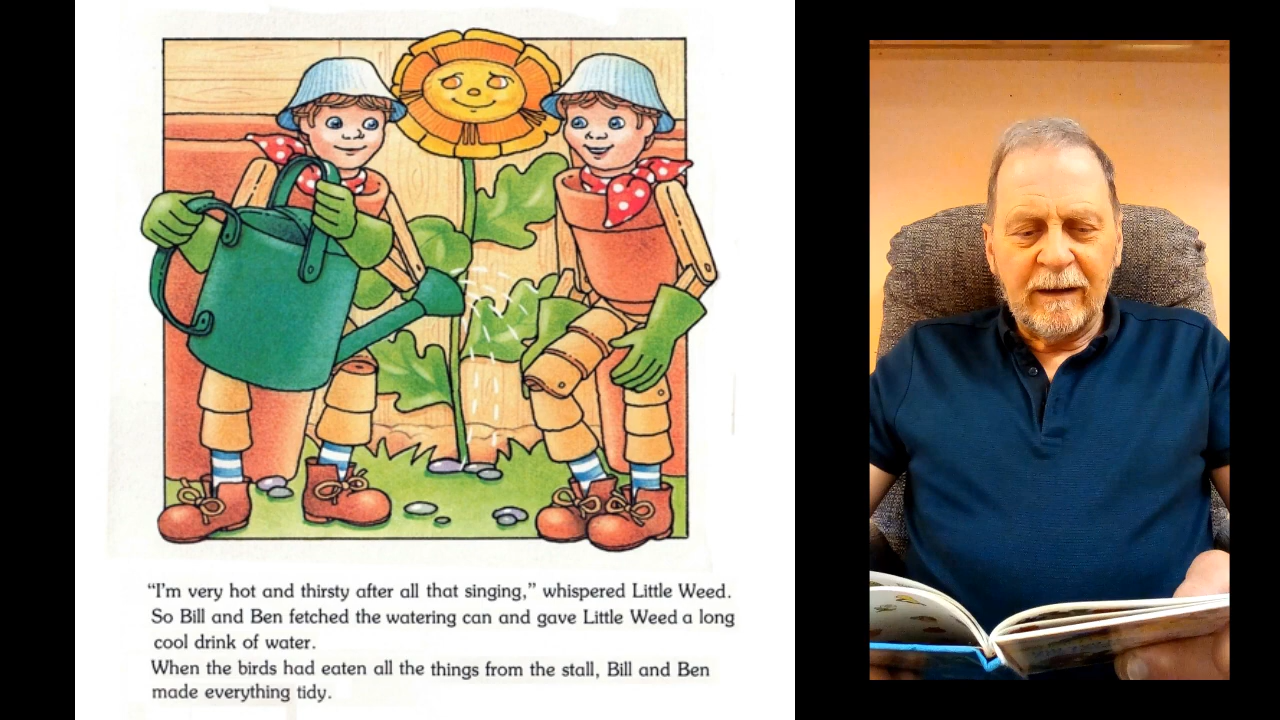 “I'm very hot and thirsty after all that singing,” whispered Little Weed.
So Bill and Ben fetched the watering can and gave Little Weed a long
cool drink of water.
When the birds had eaten all the things from the stall, Bill and Ben
made everything tidy.